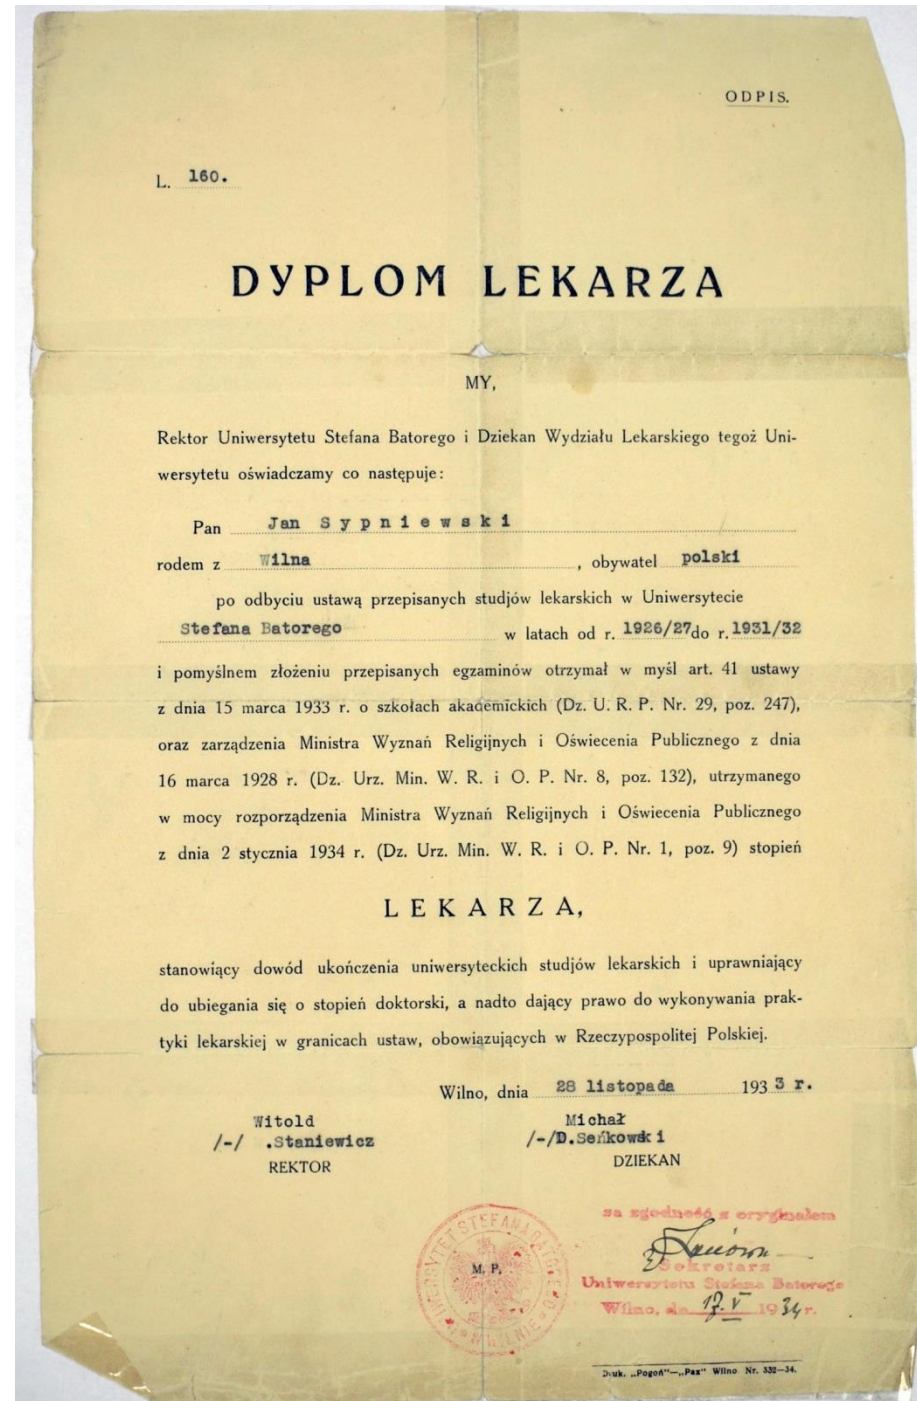 ODPIS.
L. 160.
DYPLOM LEKARZA
MY,
Rektor Uniwersytetu Stefana Batorego i Dziekan Wydziału Lekarskiego tegoż Uni-
wersytetu oświadczamy co następuje:
Pan Jan Sypniewski
rodem z Wilna, obywatel polski
po odbyciu ustawą przepisanych studjów lekarskich w Uniwersytecie
Stefana Batorego w latach od r. 1926/27 do r. 1931/32
i pomyślnem złożeniu przepisanych egzaminów otrzymał w myśl art. 41 ustawy
z dnia 15 marca 1933 r. o szkołach akademickich (Dz. U. R. P. Nr. 29, poz. 247),
oraz zarządzenia Ministra Wyznań Religijnych i Oświecenia Publicznego z dnia
16 marca 1928 r. (Dz. Urz. Min. W. R. i O. P. Nr. 8, poz. 132), utrzymanego
w mocy rozporządzenia Ministra Wyznań Religijnych i Oświecenia Publicznego
z dnia 2 stycznia 1934 r. (Dz. Urz. Min. W. R. i O. P. Nr. 1, poz. 9) stopień
LEKARZA,
stanowiący dowód ukończenia uniwersyteckich studjów lekarskich i uprawniający
do ubiegania się o stopień doktorski, a nadto dający prawo do wykonywania prak-
tyki lekarskiej w granicach ustaw, obowiązujących w Rzeczypospolitej Polskiej.
Wilno, dnia 28 listopada 1933 r.
Witold
/-/ .Staniewicz
REKTOR
Michał
/-/D.Seńkowski
DZIEKAN
UNIWERSYTET STEFANA BATOREGO W WILNIE
M. P.
za zgodność z oryginałem
Sekretarz
Uniwersytetu Stefana Batorego
Wilno, dn. 17.V 1934 r.
Druk. „Pogoń"—„Pax" Wilno Nr. 332—34.